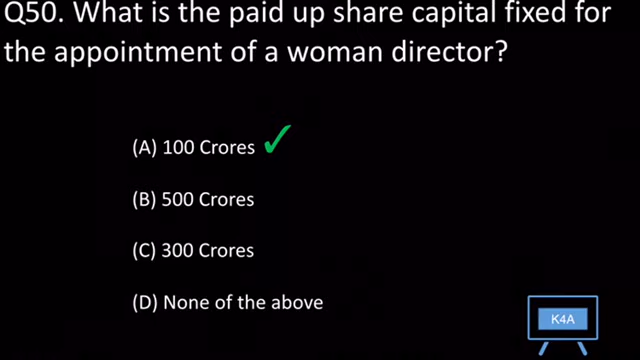 Q50. What is the paid up share capital fixed for
the appointment of a woman director?
(A) 100 Crores
(B) 500 Crores
(C) 300 Crores
(D) None of the above
K4A